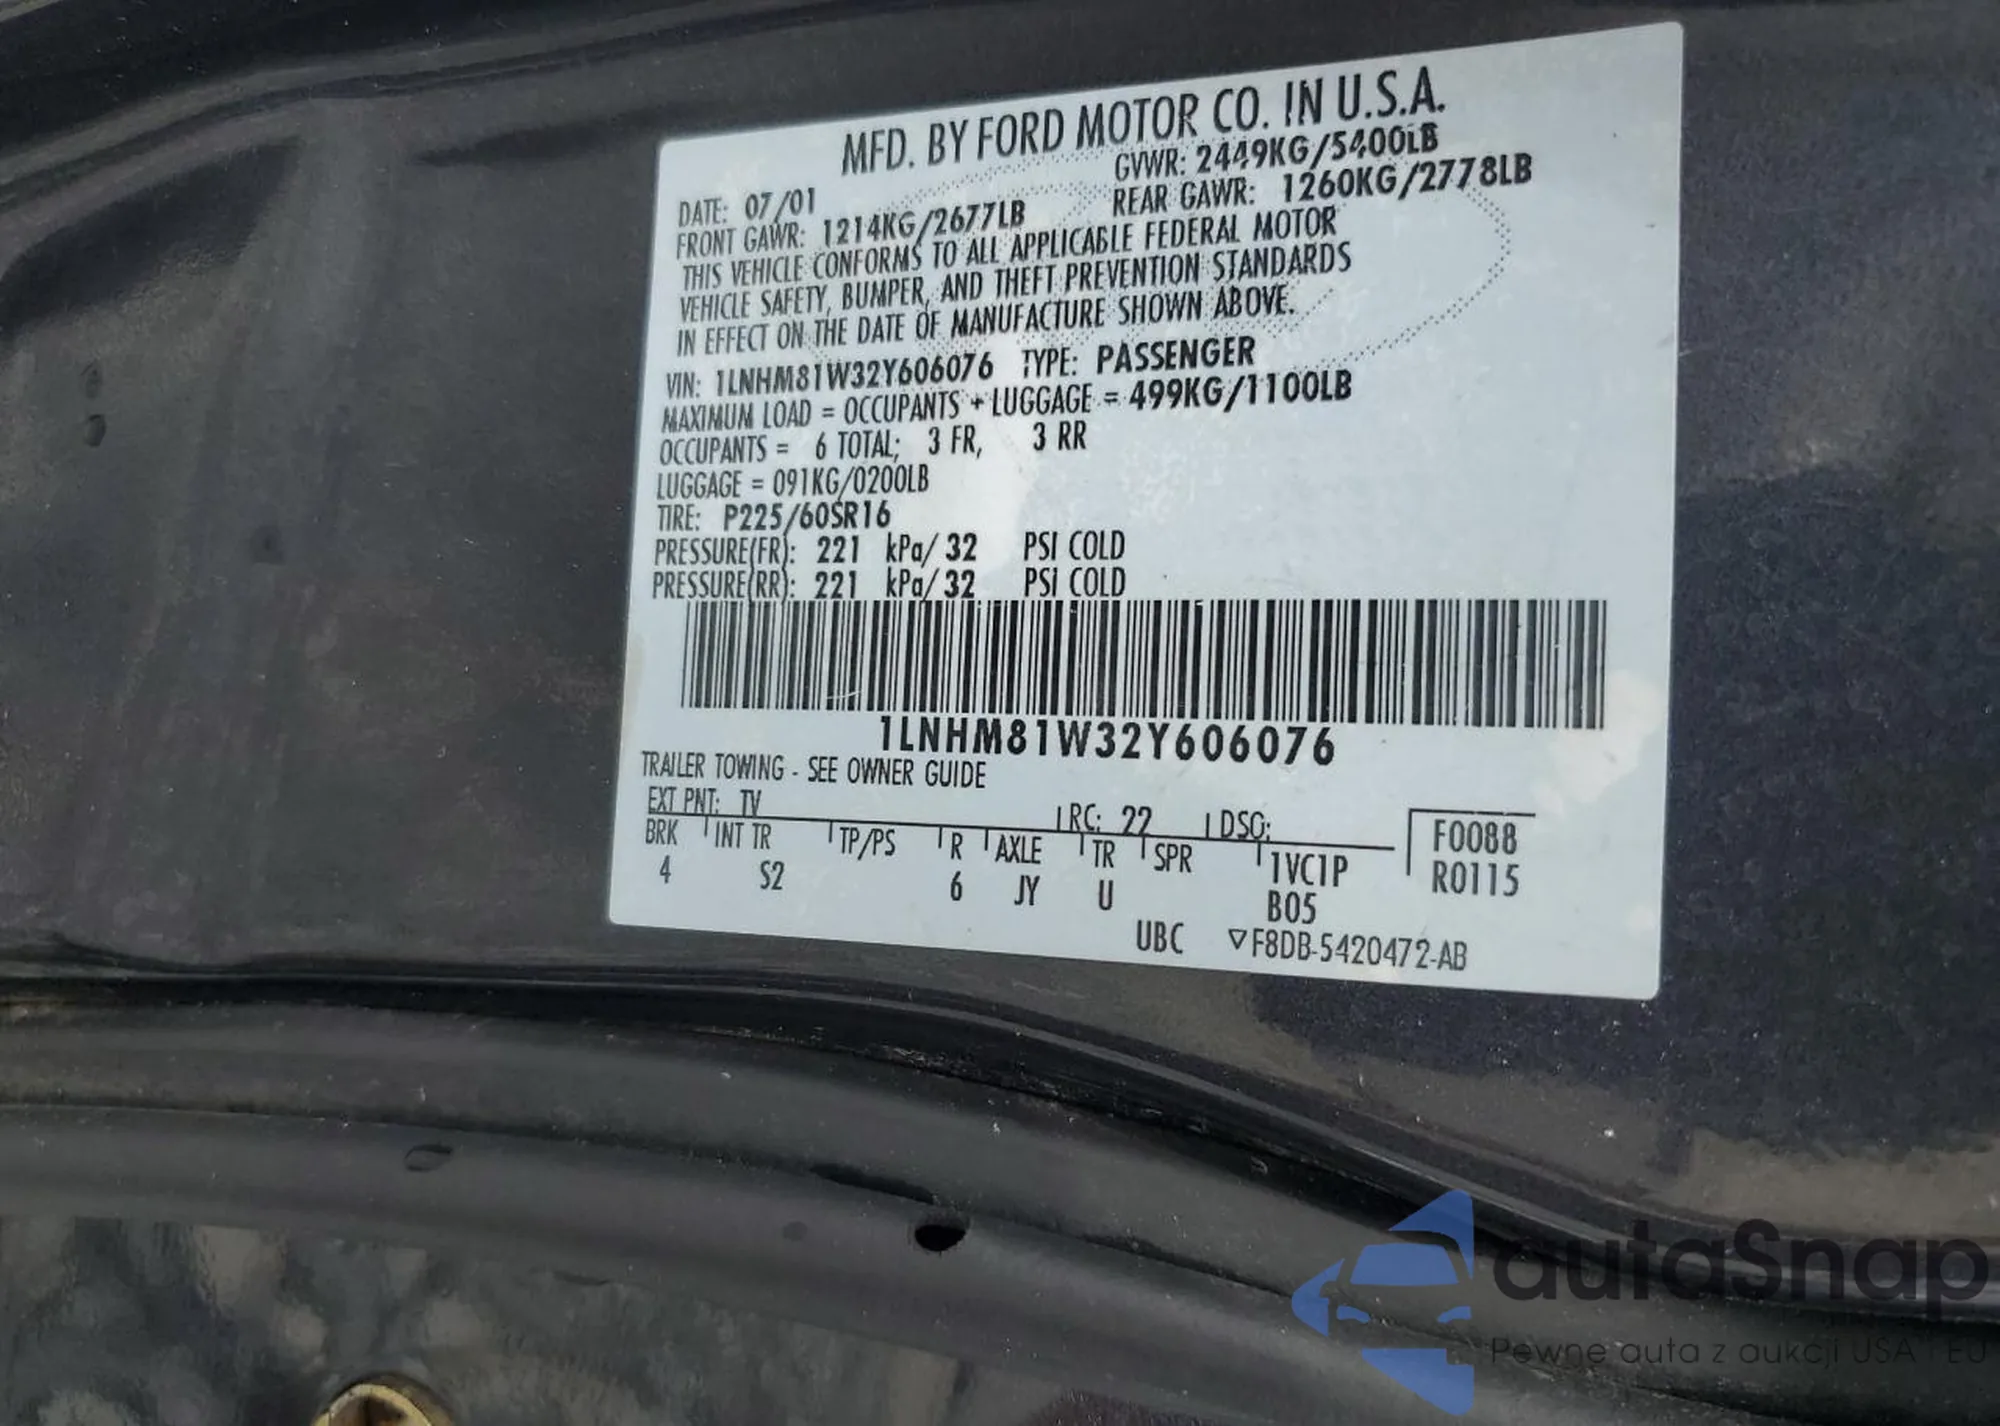 MFD. BY FORD MOTOR CO. IN U.S.A.
DATE: 07/01 GVWR: 2449KG/5400LB
FRONT GAWR: 1214KG/2677LB REAR GAWR: 1260KG/2778LB
THIS VEHICLE CONFORMS TO ALL APPLICABLE FEDERAL MOTOR
VEHICLE SAFETY, BUMPER, AND THEFT PREVENTION STANDARDS
IN EFFECT ON THE DATE OF MANUFACTURE SHOWN ABOVE.
VIN: 1LNHM81W32Y606076 TYPE: PASSENGER
MAXIMUM LOAD = OCCUPANTS + LUGGAGE = 499KG/1100LB
OCCUPANTS = 6 TOTAL; 3 FR, 3 RR
LUGGAGE = 091KG/0200LB
TIRE: P225/60SR16
PRESSURE(FR): 221 kPa/ 32 PSI COLD
PRESSURE(RR): 221 kPa/ 32 PSI COLD
1LNHM81W32Y606076
TRAILER TOWING - SEE OWNER GUIDE
EXT PNT: TV RC: 22 DSO: F0088
BRK INT TR TP/PS R AXLE TR SPR 1VC1P R0115
4 S2 6 JY U B05
UBC ▽F8DB-5420472-AB
autaSnap
Pewne auta z aukcji USA i EU